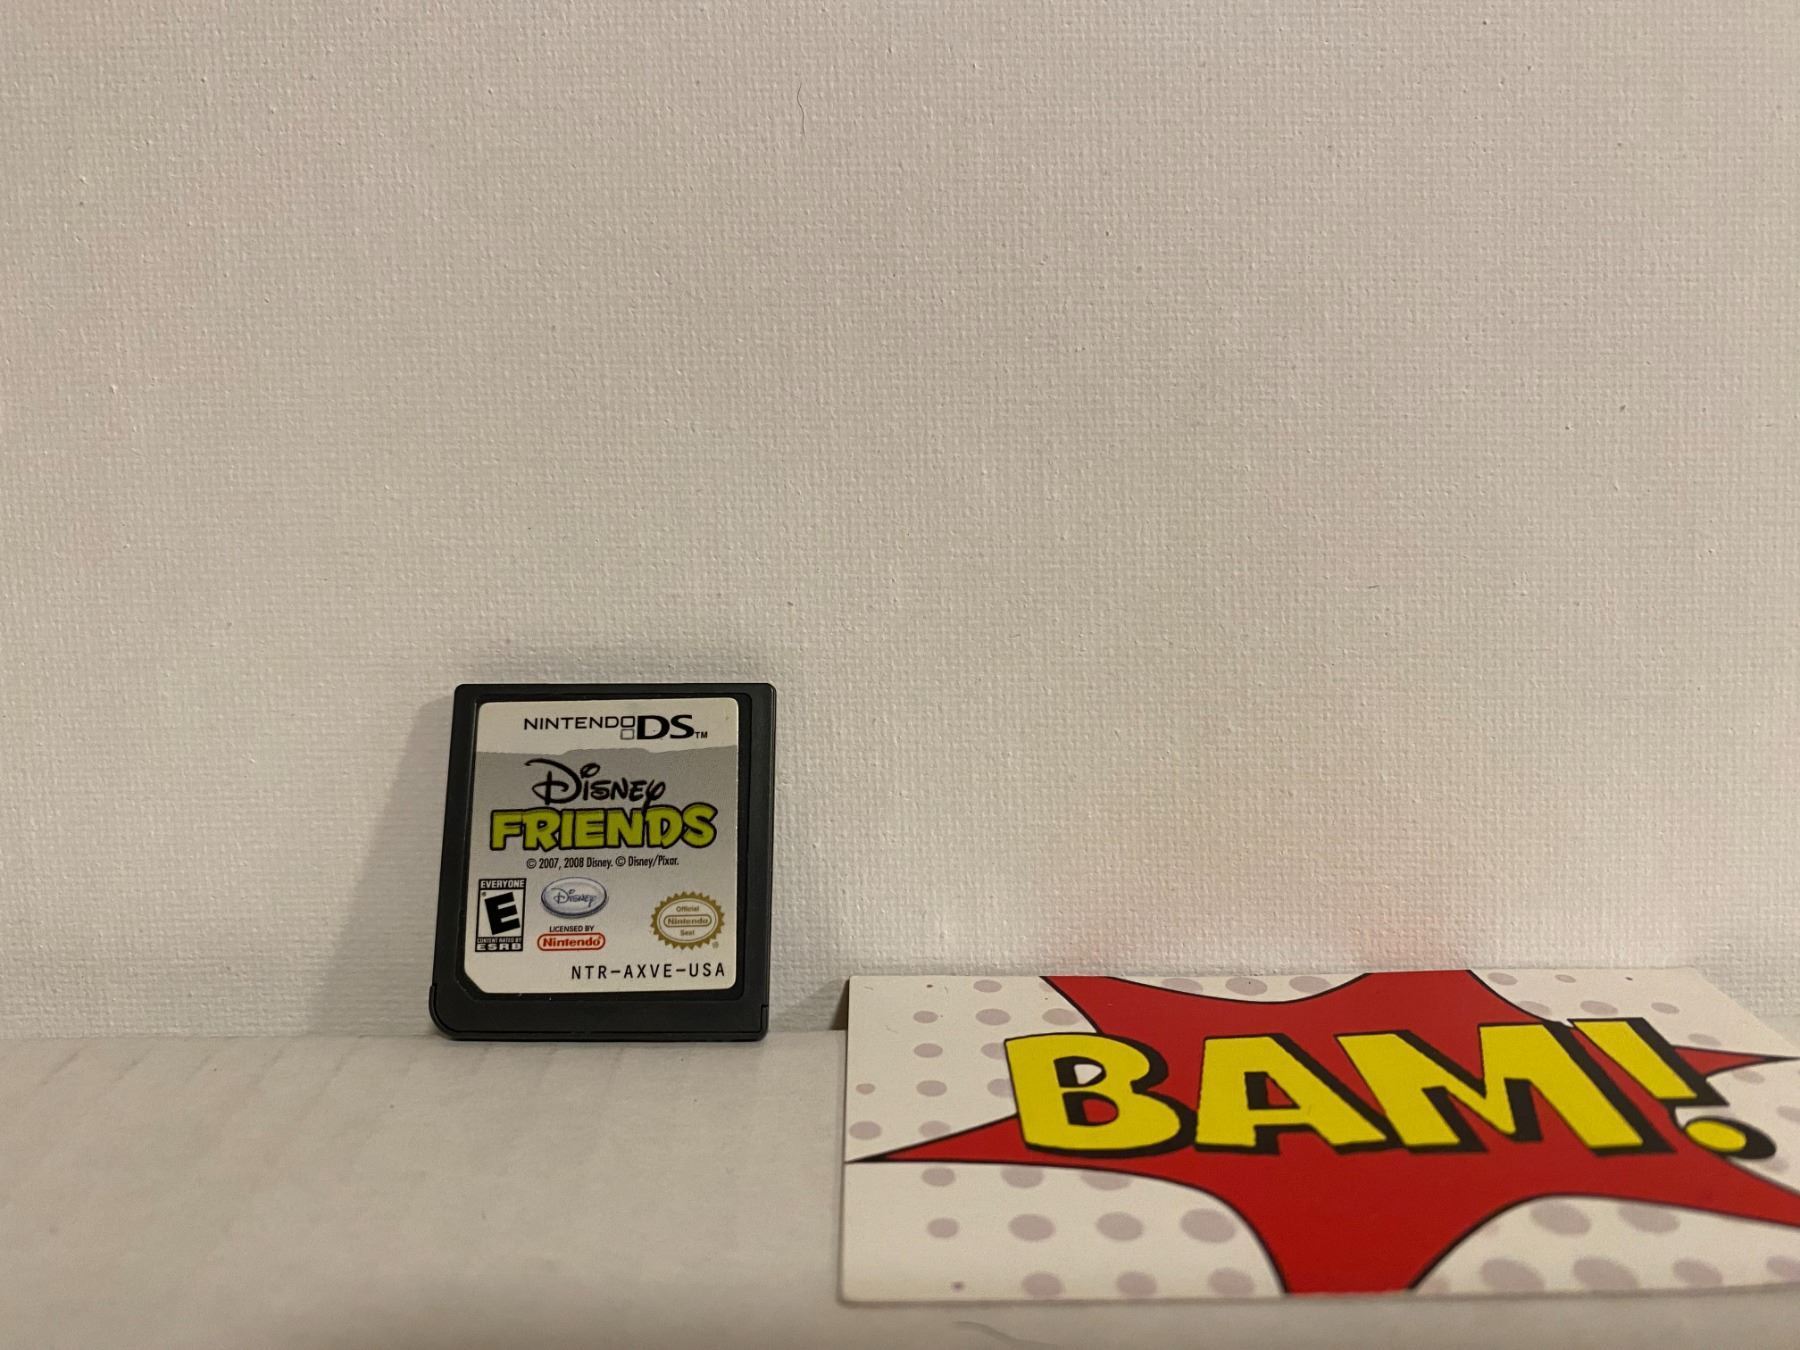 NINTENDO DS™
Disney
FRIENDS
© 2007, 2008 Disney. © Disney/Pixar.
EVERYONE
E
CONTENT RATED BY
ESRB
Disney
LICENSED BY
Nintendo®
Official
Nintendo
Seal
®
NTR-AXVE-USA
BAM!